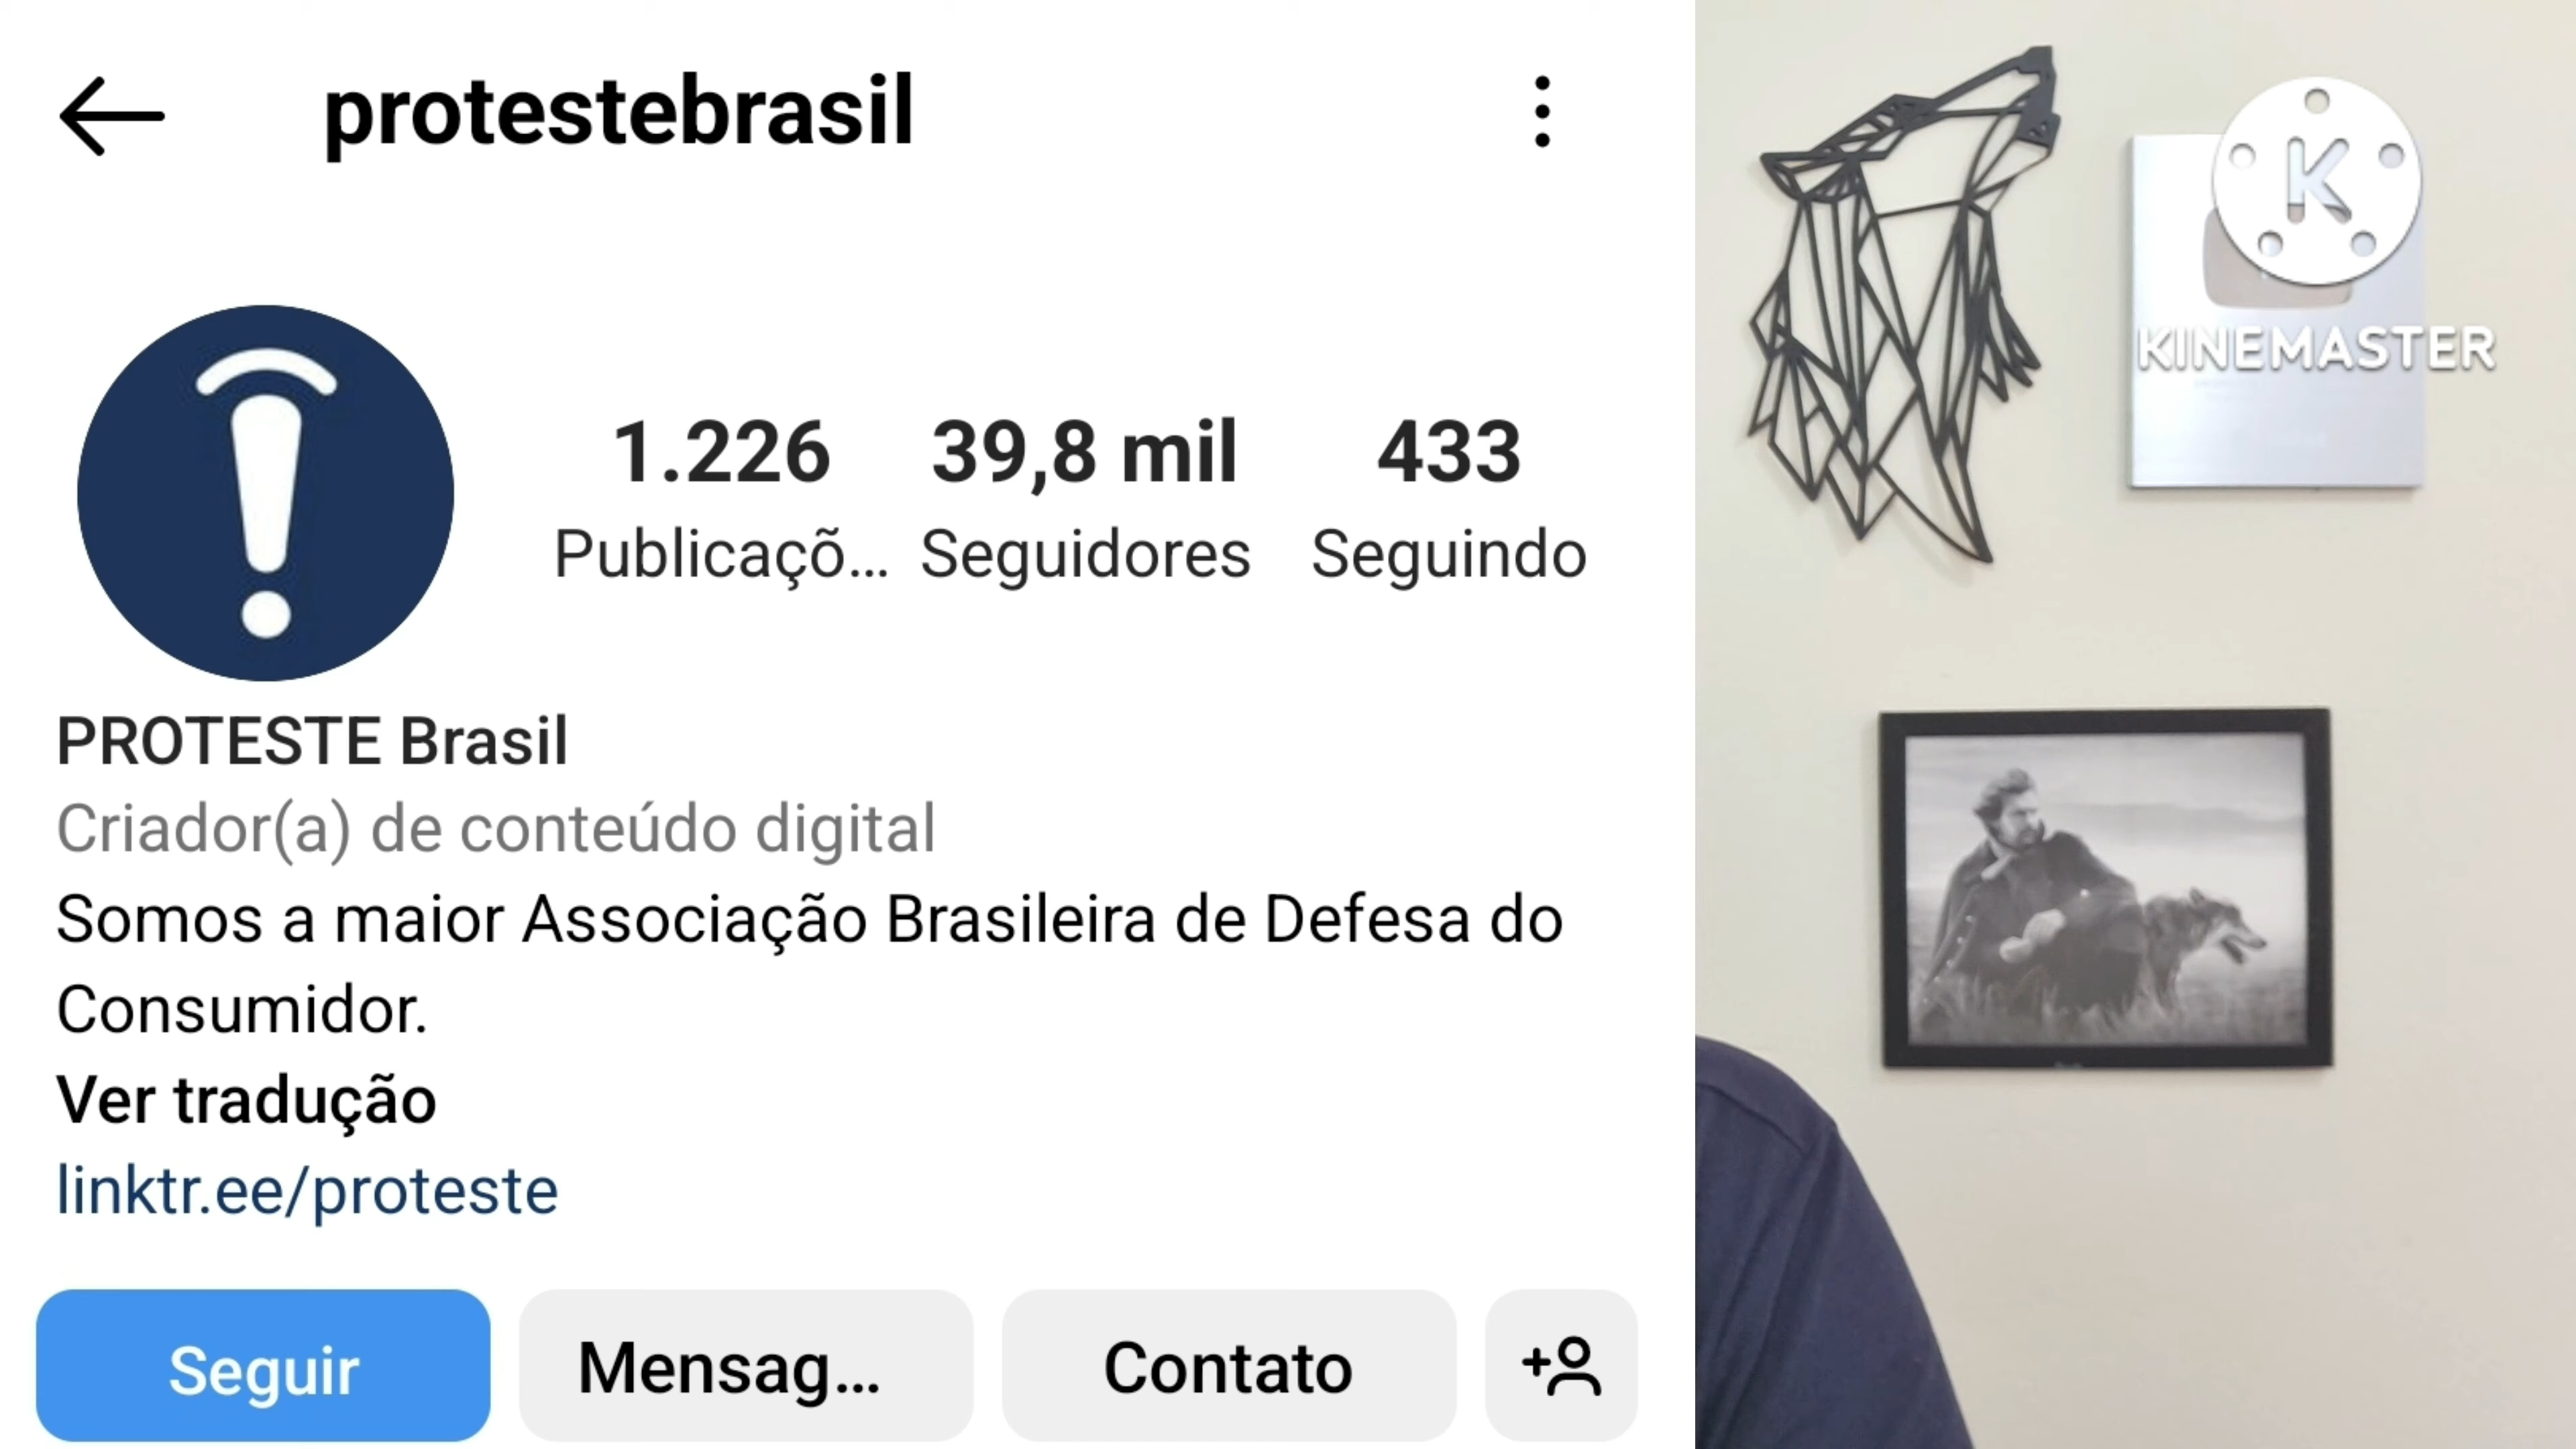 protestebrasil
1.226 39,8 mil 433
Publicaçõ... Seguidores Seguindo
PROTESTE Brasil
Criador(a) de conteúdo digital
Somos a maior Associação Brasileira de Defesa do
Consumidor.
Ver tradução
linktr.ee/proteste
Seguir Mensag... Contato
K
KINEMASTER